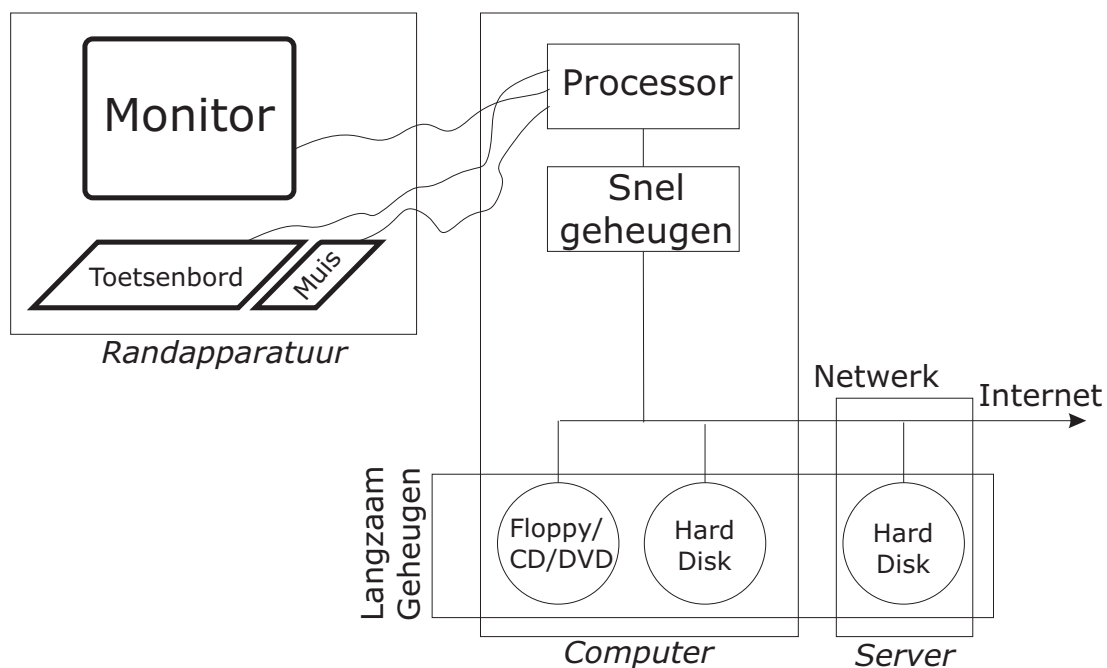 Monitor
Toetsenbord
Muis
Randapparatuur
Processor
Snel
geheugen
Netwerk
Internet
Langzaam
Geheugen
Floppy/
CD/DVD
Hard
Disk
Hard
Disk
Computer
Server